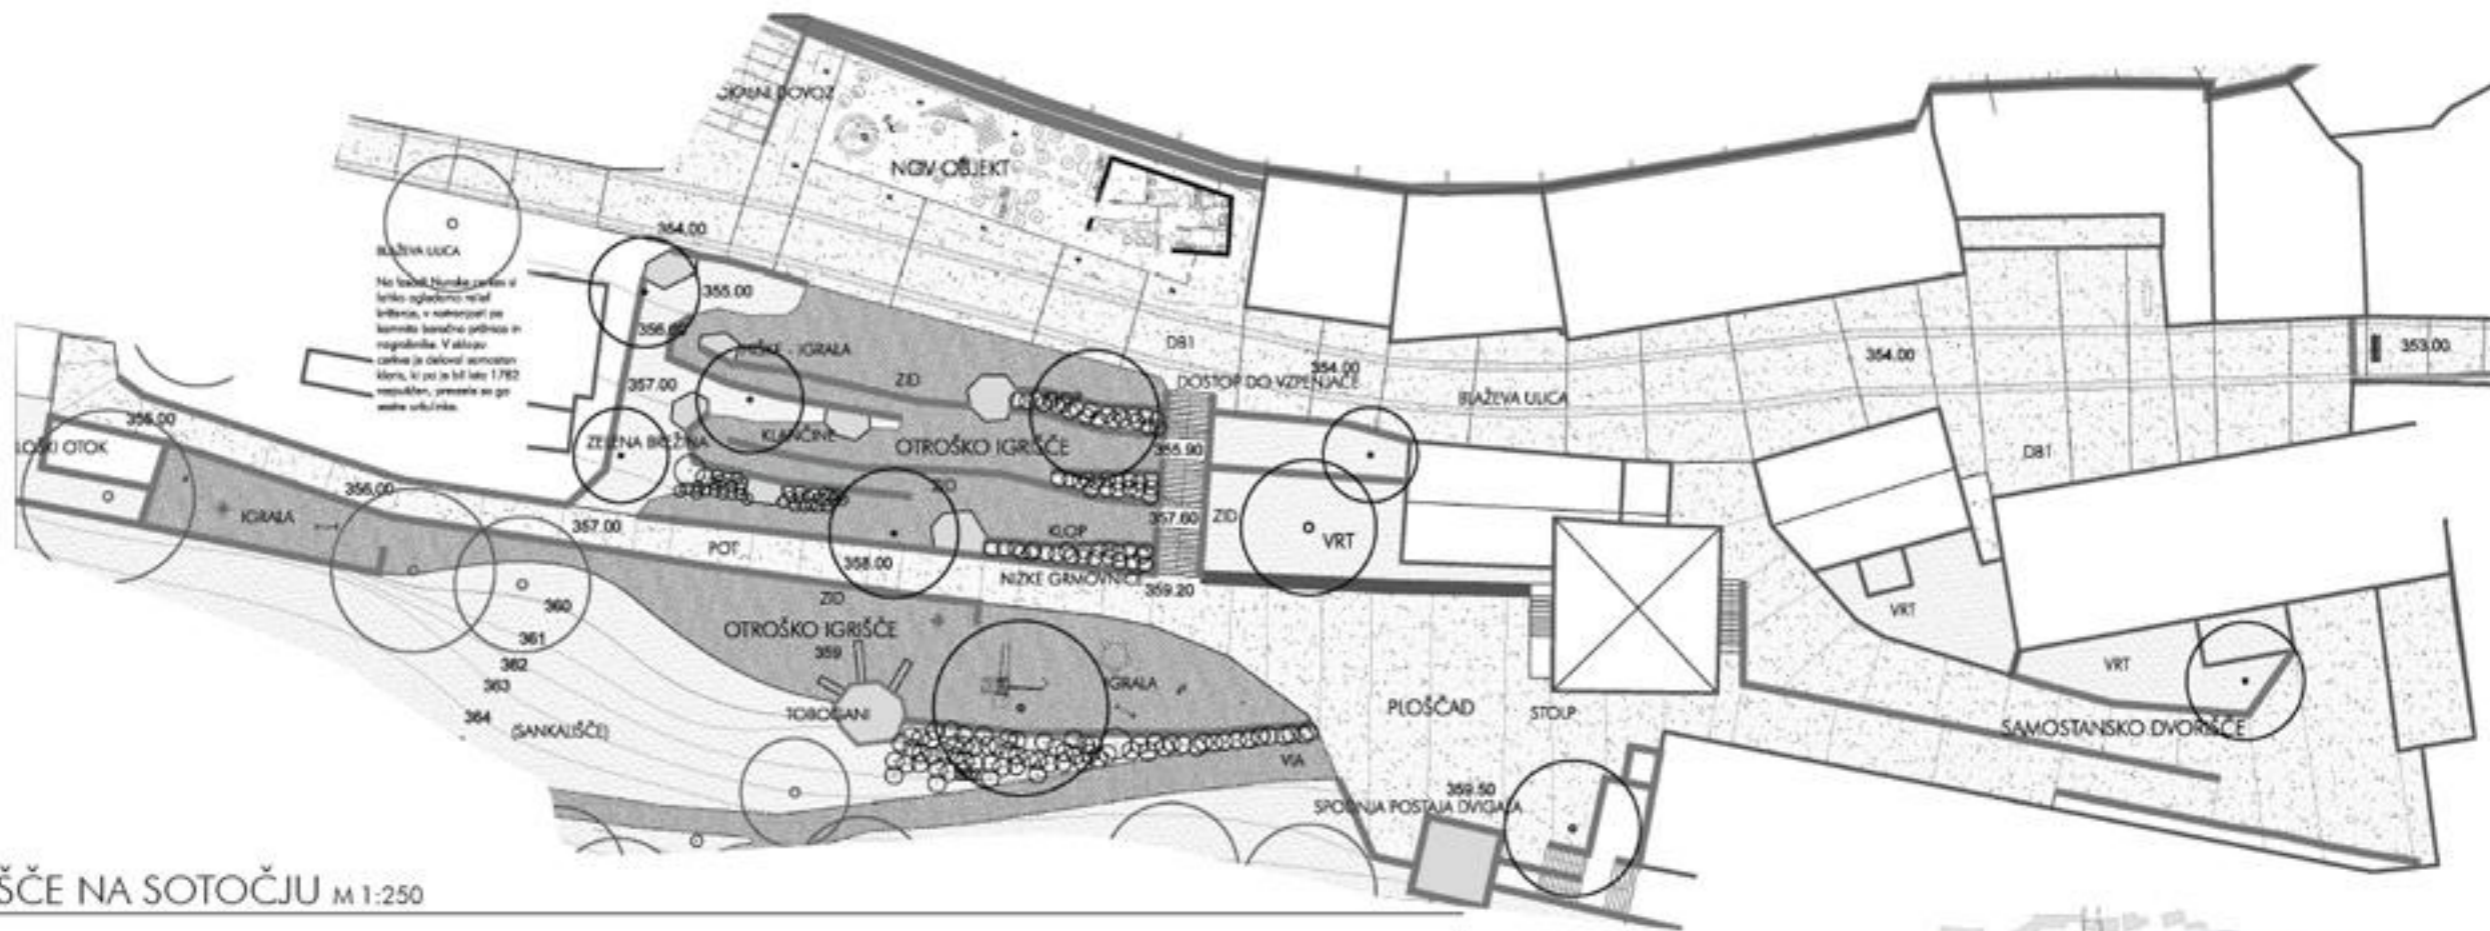 NOV OBJEKT
354.00
BLAŽEVA ULICA
355.00
ZID
DB1
354.00
DOSTOP DO VZPENJAČE
BLAŽEVA ULICA
354.00
353.00
357.00
ZELENA BREŽINA
KLANČINE
OTROŠKO IGRIŠČE
355.90
DB1
LOŠKI OTOK
356.00
IGRALA
357.00
POT
358.00
KLOP
357.60
ZID
VRT
NIZKE GRMOVNICE
359.20
ZID
OTROŠKO IGRIŠČE
359
360
361
362
363
364
(SANKALIŠČE)
TOBOGANI
IGRALA
VIA
PLOŠČAD
STOLP
VRT
VRT
SAMOSTANSKO DVORIŠČE
359.50
SPODNJA POSTAJA DVIGALA
ŠČE NA SOTOČJU M 1:250